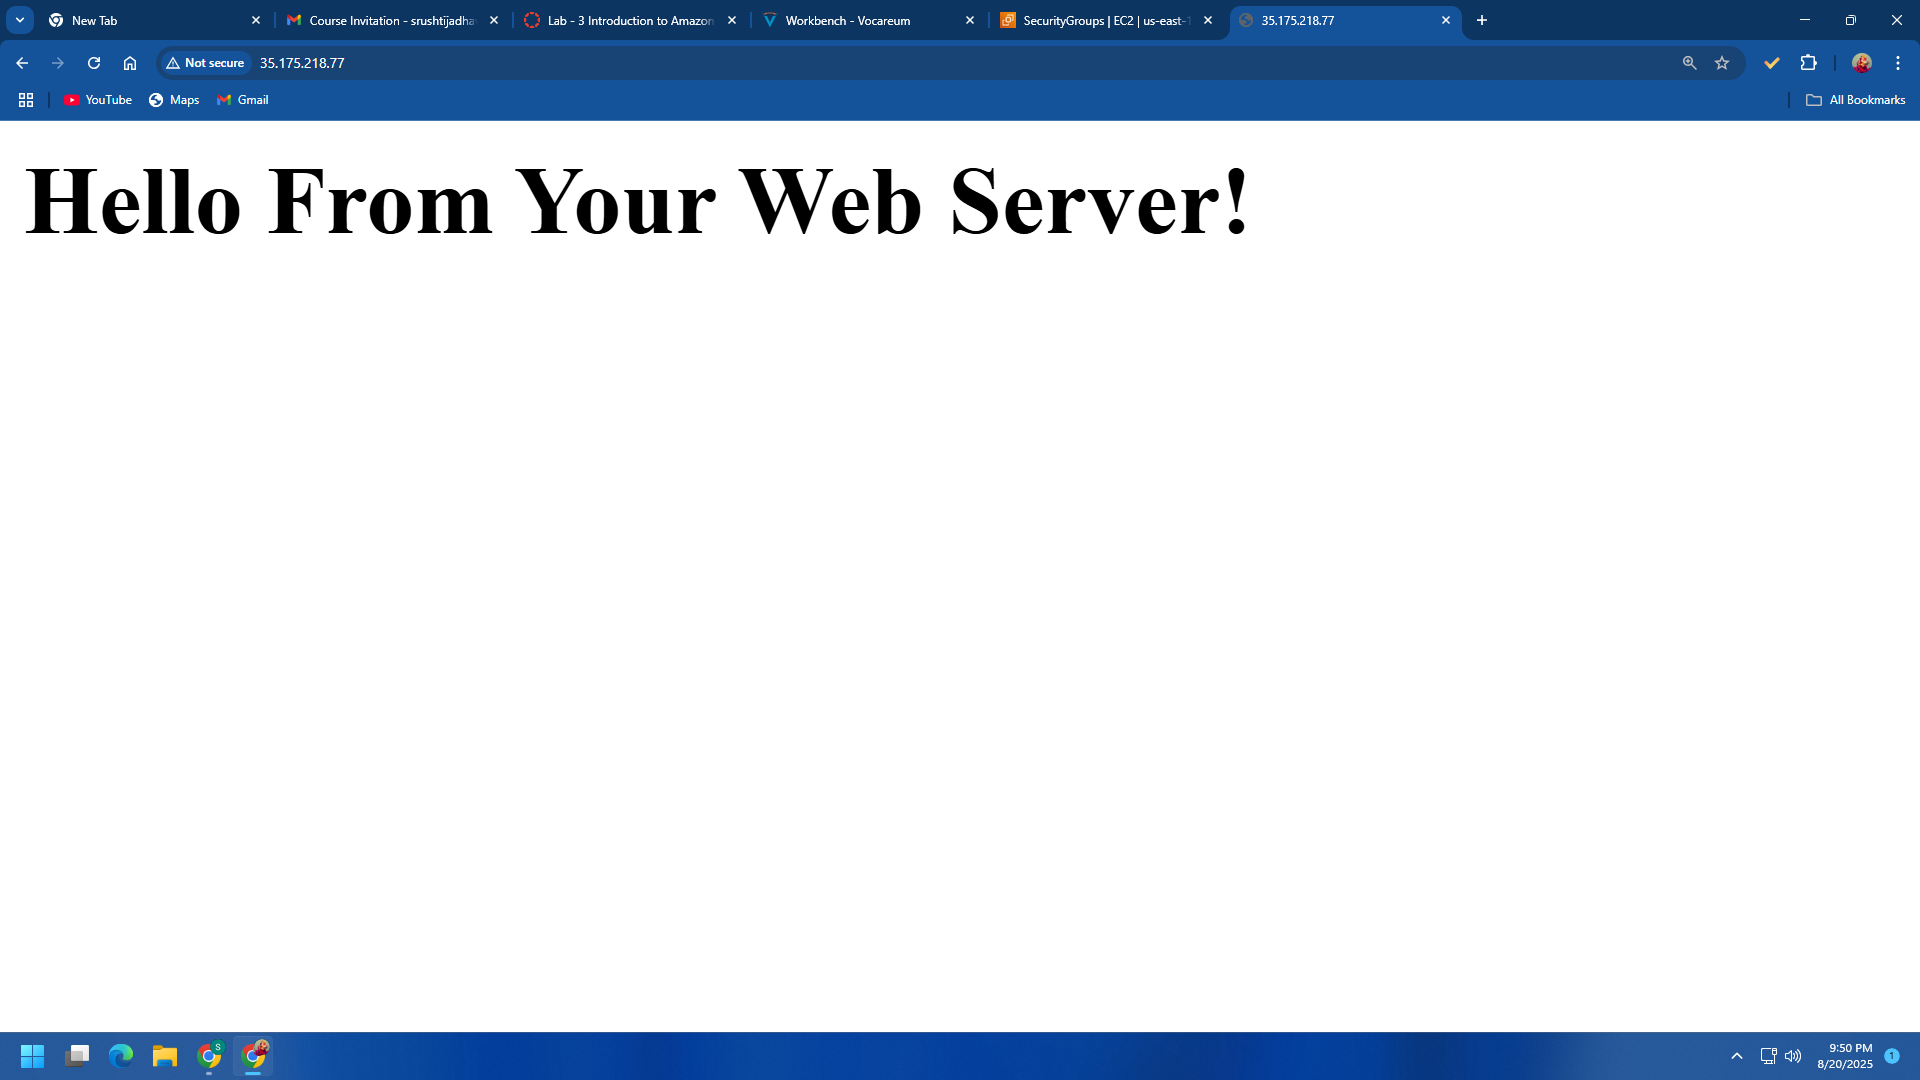 New Tab
Course Invitation - srushtijadha
Lab - 3 Introduction to Amazon
Workbench - Vocareum
SecurityGroups | EC2 | us-east-1
35.175.218.77
Not secure
35.175.218.77
YouTube
Maps
Gmail
All Bookmarks
Hello From Your Web Server!
S
9:50 PM
8/20/2025
1